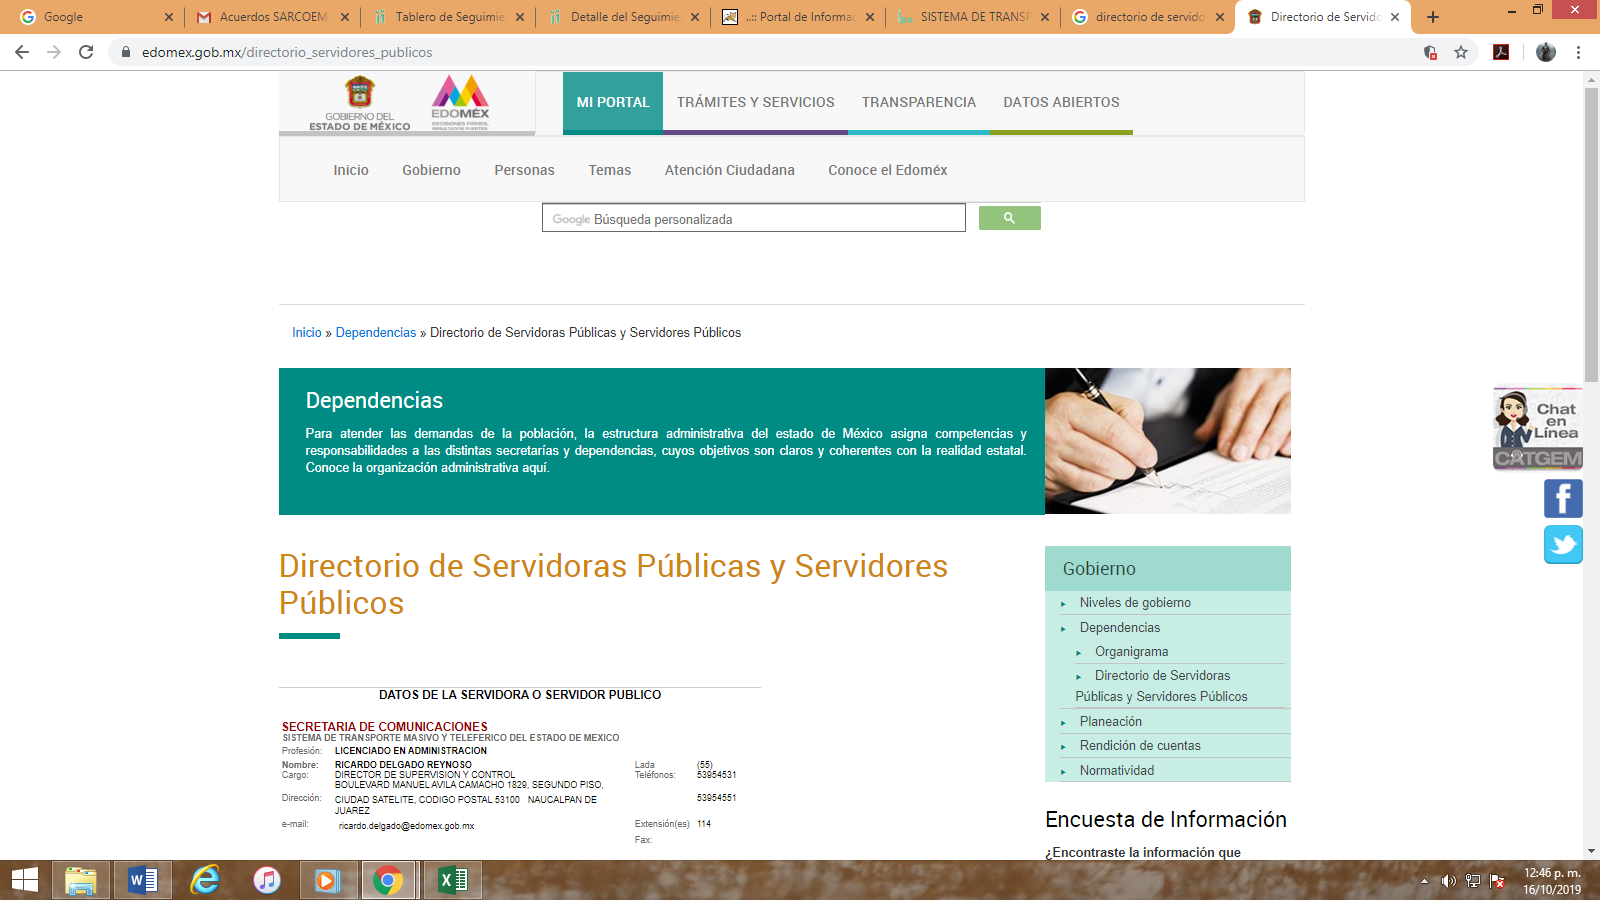 Google
Acuerdos SARCOEM
Tablero de Seguimie
Detalle del Seguimie
..:: Portal de Informac
SISTEMA DE TRANSP
directorio de servido
Directorio de Servido
edomex.gob.mx/directorio_servidores_publicos
GOBIERNO DEL
ESTADO DE MÉXICO
EDOMÉX
DECISIONES FIRMES,
RESULTADOS FUERTES.
MI PORTAL
TRÁMITES Y SERVICIOS
TRANSPARENCIA
DATOS ABIERTOS
Inicio
Gobierno
Personas
Temas
Atención Ciudadana
Conoce el Edoméx
Google Búsqueda personalizada
Inicio » Dependencias » Directorio de Servidoras Públicas y Servidores Públicos
Dependencias
Para atender las demandas de la población, la estructura administrativa del estado de México asigna competencias y
responsabilidades a las distintas secretarías y dependencias, cuyos objetivos son claros y coherentes con la realidad estatal.
Conoce la organización administrativa aquí.
Chat
en
Línea
CATGEM
Directorio de Servidoras Públicas y Servidores
Públicos
DATOS DE LA SERVIDORA O SERVIDOR PUBLICO
SECRETARIA DE COMUNICACIONES
SISTEMA DE TRANSPORTE MASIVO Y TELEFERICO DEL ESTADO DE MEXICO
Profesión: LICENCIADO EN ADMINISTRACION
Nombre: RICARDO DELGADO REYNOSO Lada (55)
Cargo: DIRECTOR DE SUPERVISION Y CONTROL Teléfonos: 53954531
BOULEVARD MANUEL AVILA CAMACHO 1829, SEGUNDO PISO,
Dirección: CIUDAD SATELITE, CODIGO POSTAL 53100 NAUCALPAN DE 53954551
JUAREZ
e-mail: ricardo.delgado@edomex.gob.mx Extensión(es) 114
Fax:
Gobierno
Niveles de gobierno
Dependencias
Organigrama
Directorio de Servidoras
Públicas y Servidores Públicos
Planeación
Rendición de cuentas
Normatividad
Encuesta de Información
¿Encontraste la información que
12:46 p. m.
16/10/2019